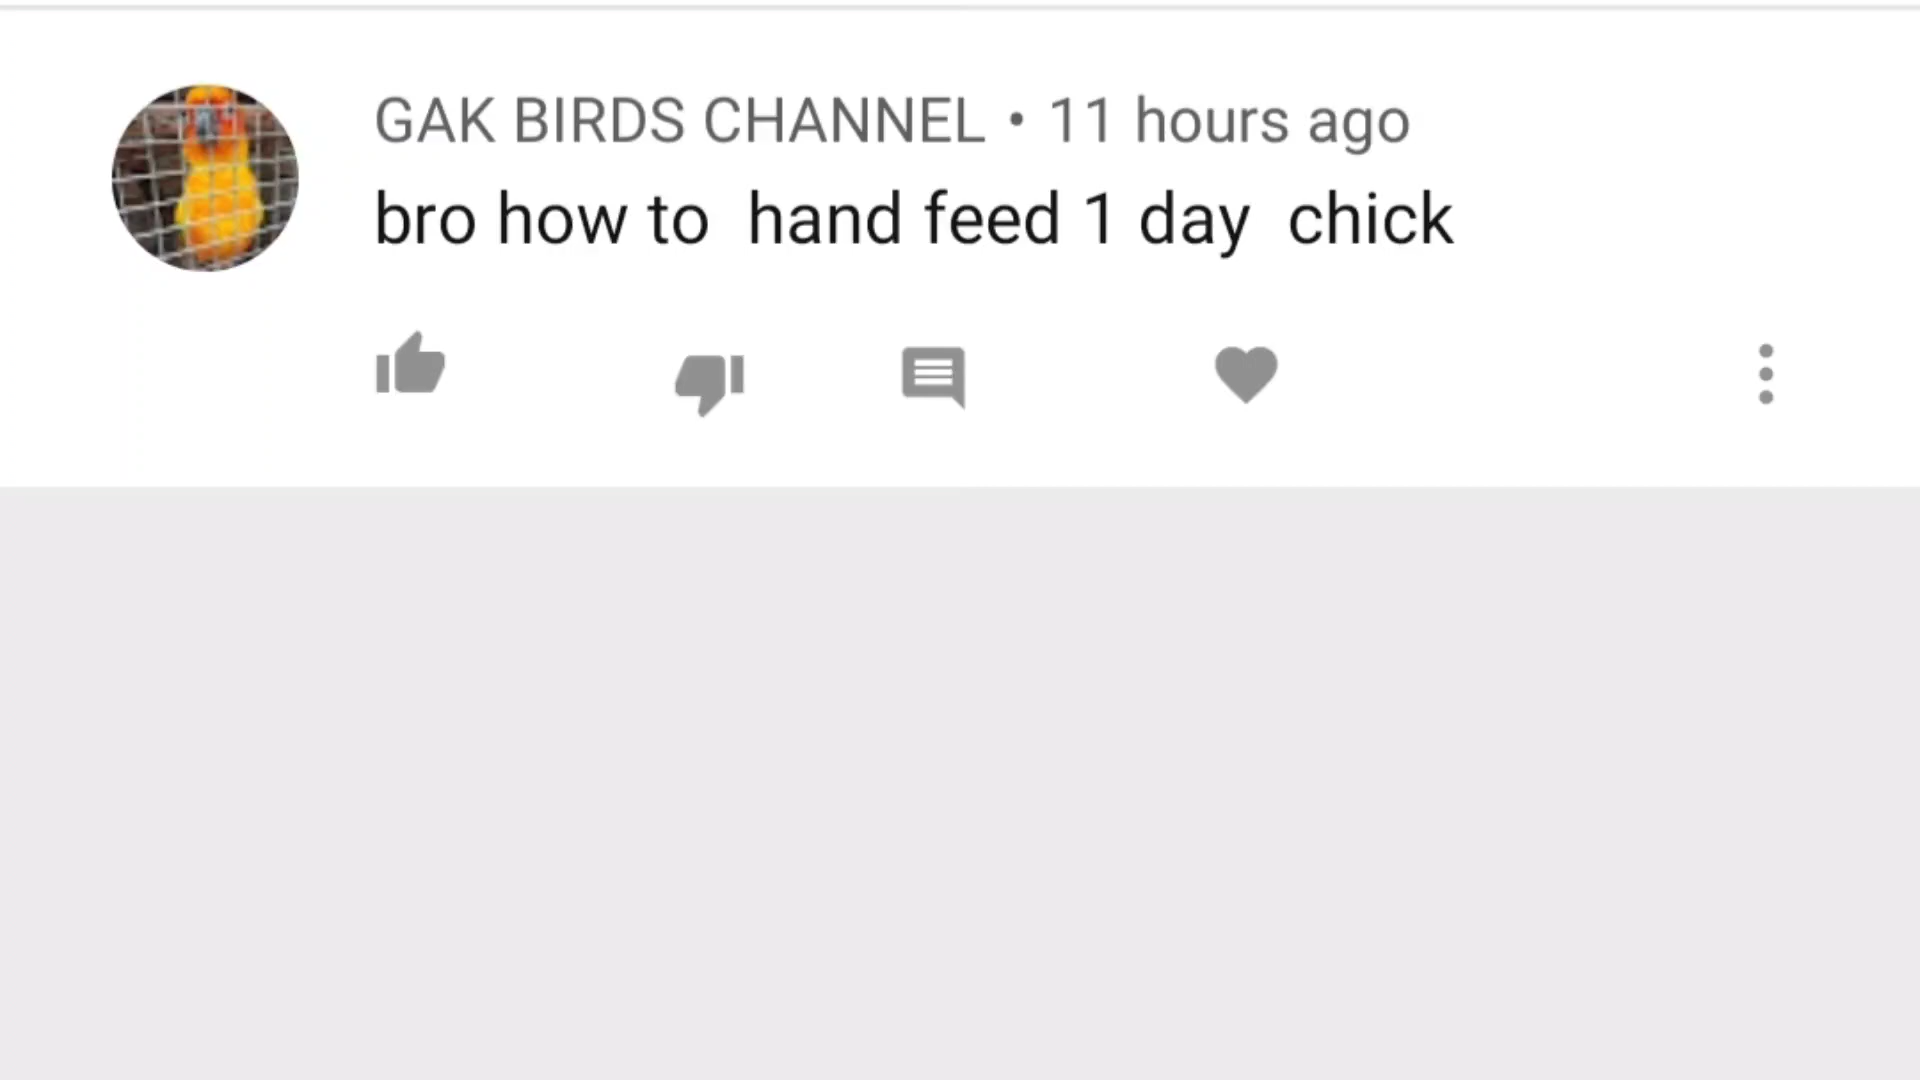 GAK BIRDS CHANNEL • 11 hours ago
bro how to  hand feed 1 day  chick